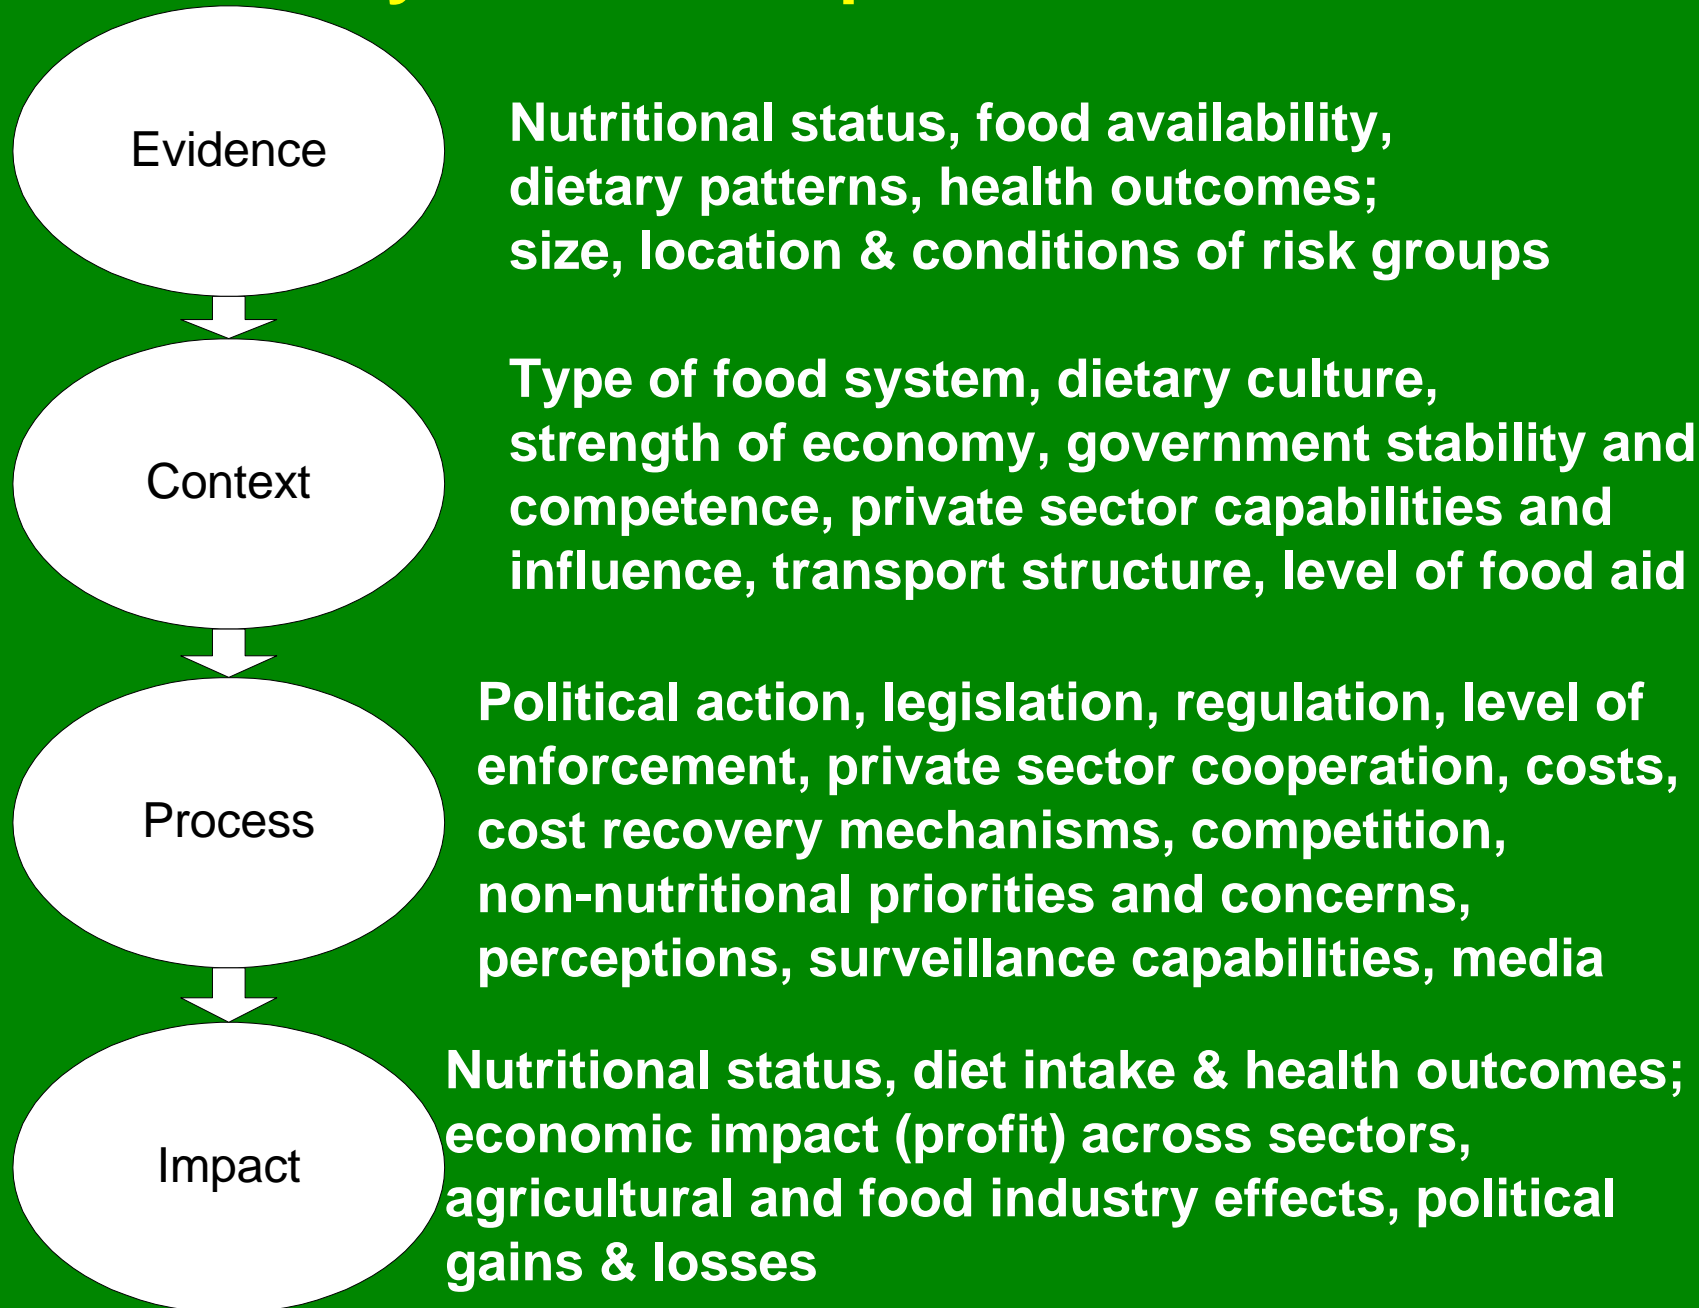 Evidence
Nutritional status, food availability,
dietary patterns, health outcomes;
size, location & conditions of risk groups
Context
Type of food system, dietary culture,
strength of economy, government stability and
competence, private sector capabilities and
influence, transport structure, level of food aid
Process
Political action, legislation, regulation, level of
enforcement, private sector cooperation, costs,
cost recovery mechanisms, competition,
non-nutritional priorities and concerns,
perceptions, surveillance capabilities, media
Impact
Nutritional status, diet intake & health outcomes;
economic impact (profit) across sectors,
agricultural and food industry effects, political
gains & losses